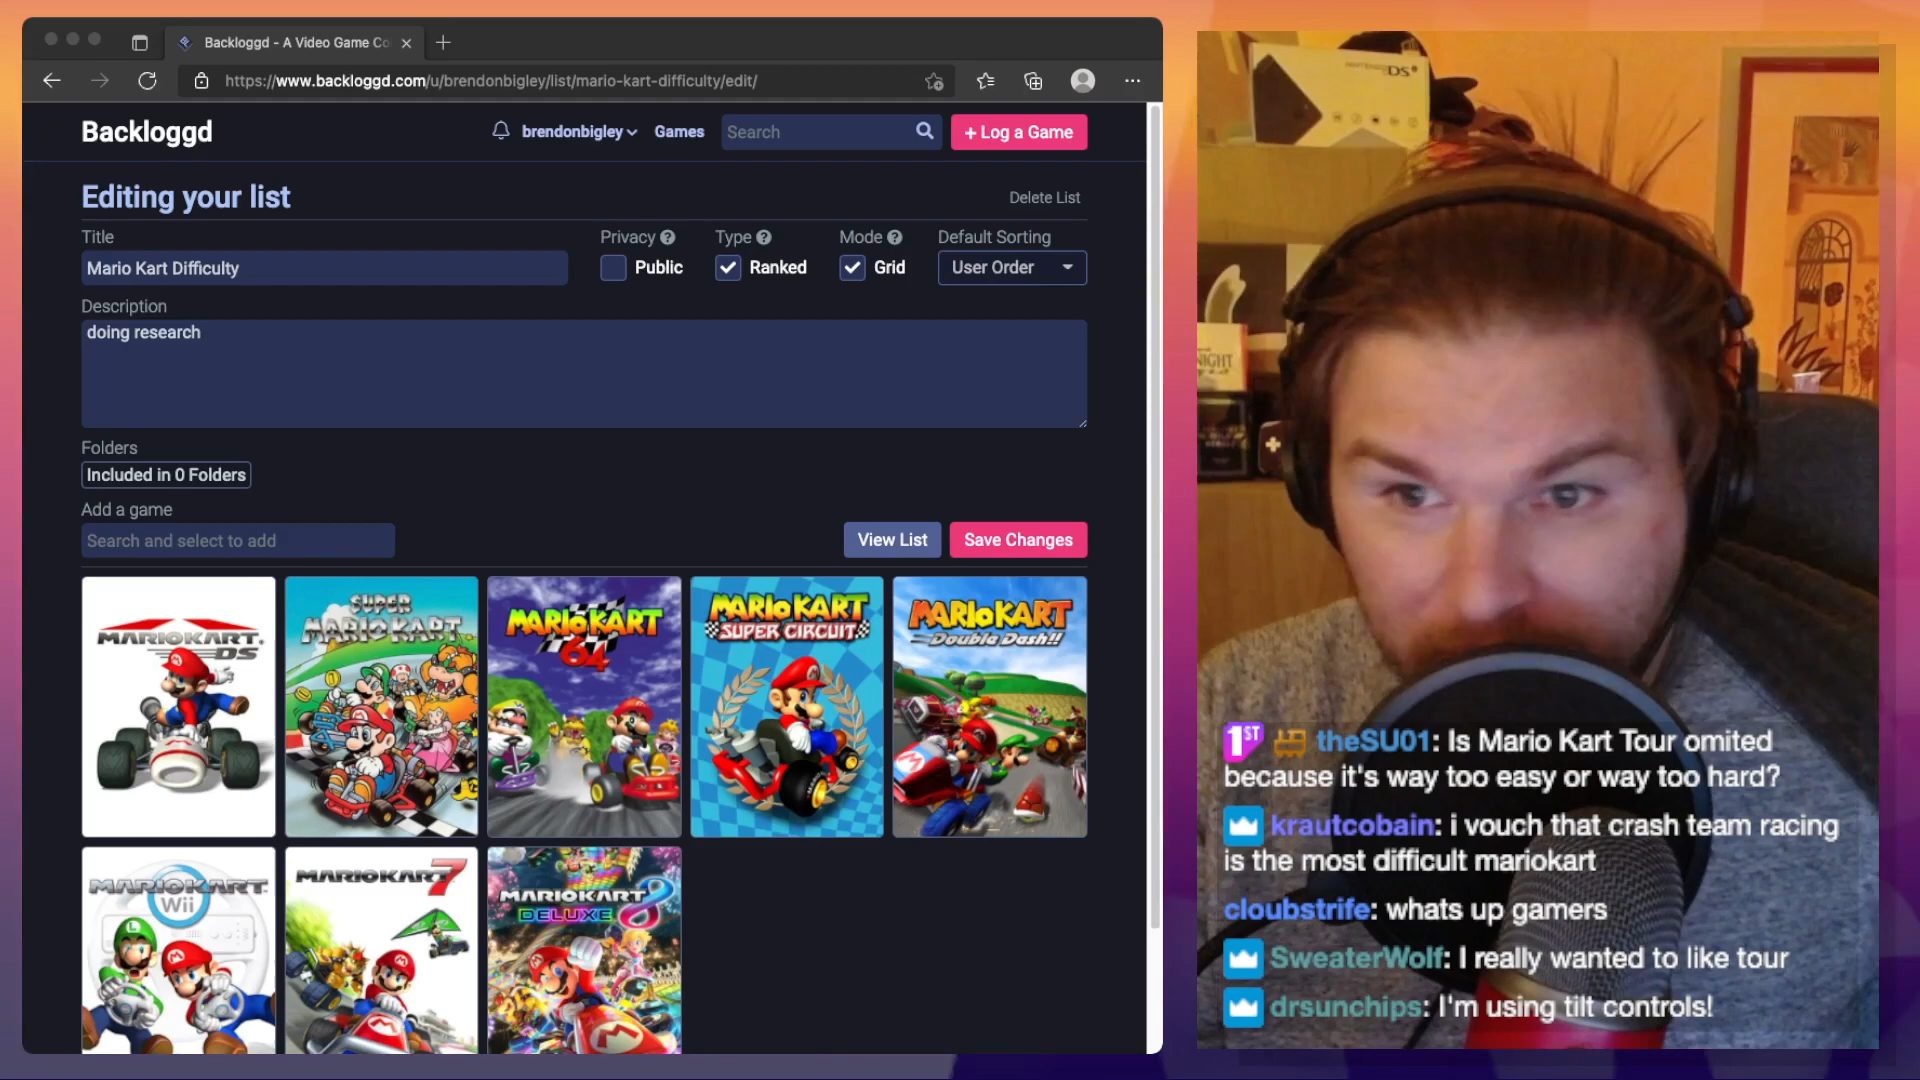 Backloggd - A Video Game Co
https://www.backloggd.com/u/brendonbigley/list/mario-kart-difficulty/edit/
Backloggd
brendonbigley
Games
Search
+ Log a Game
Editing your list
Delete List
Title
Privacy
Type
Mode
Default Sorting
Mario Kart Difficulty
Public
Ranked
Grid
User Order
Description
doing research
Folders
Included in 0 Folders
Add a game
Search and select to add
View List
Save Changes
MARIOKART
DS
SUPER
MARIO KART
MARIO KART
64
MARIO KART
SUPER CIRCUIT
MARIO KART
Double Dash!!
MARIOKART
Wii
MARIOKART 7
MARIOKART 8
DELUXE
NINTENDO DSi
NIGHT
1ST theSU01: Is Mario Kart Tour omited
because it's way too easy or way too hard?
krautcobain: i vouch that crash team racing
is the most difficult mariokart
cloubstrife: whats up gamers
SweaterWolf: I really wanted to like tour
drsunchips: I'm using tilt controls!